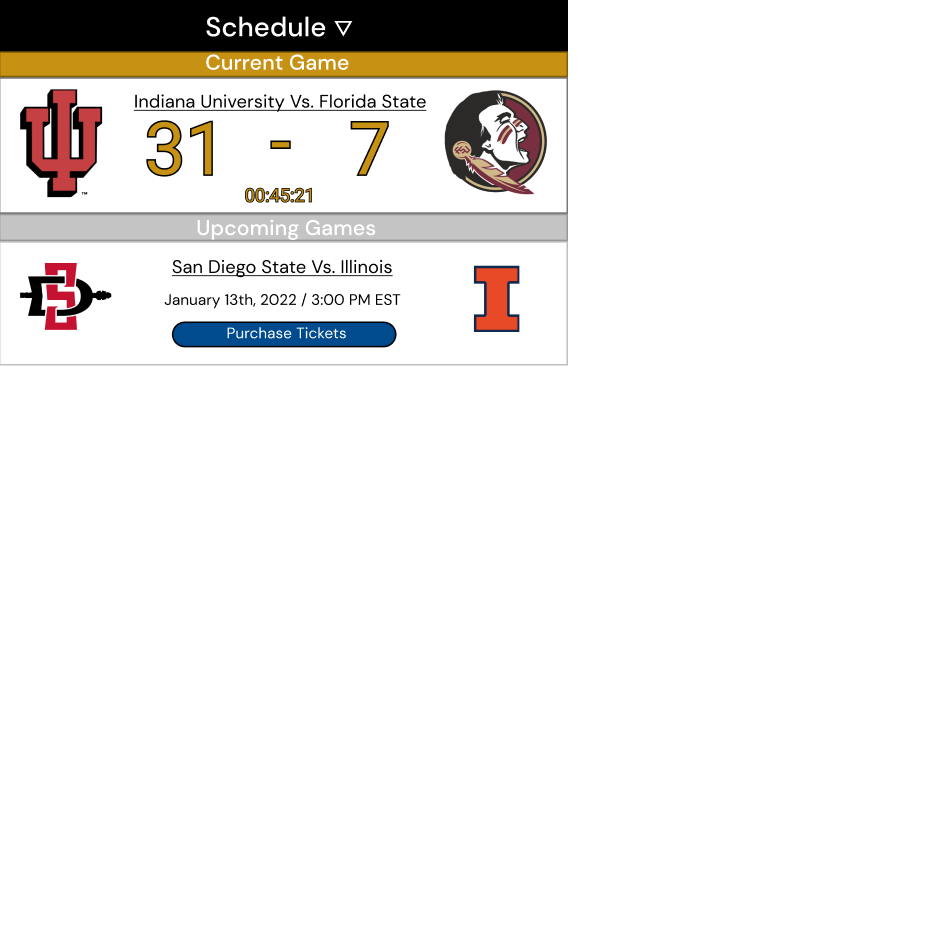 Schedule ▽
Current Game
Indiana University Vs. Florida State
31 - 7
00:45:21
™
Upcoming Games
San Diego State Vs. Illinois
January 13th, 2022 / 3:00 PM EST
Purchase Tickets